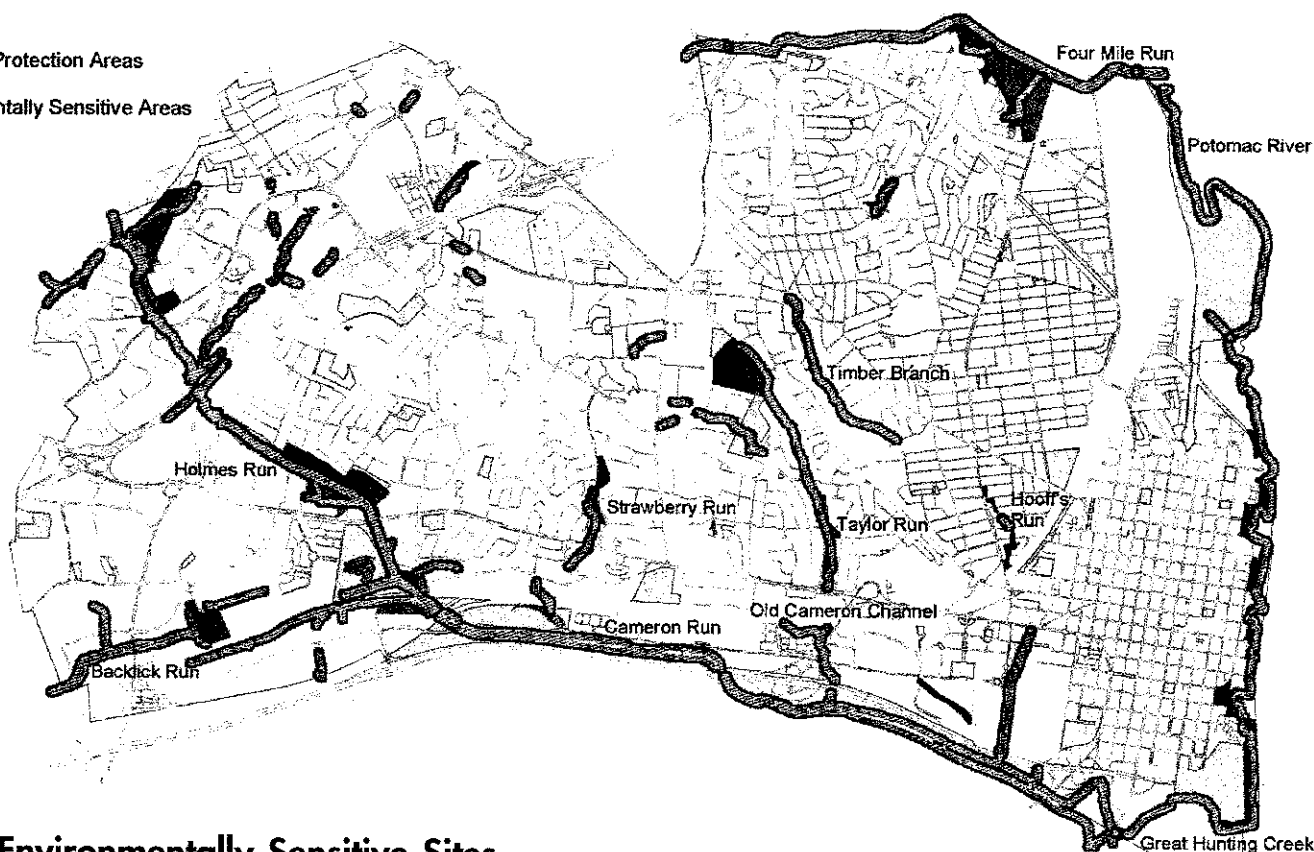 Protection Areas
ntally Sensitive Areas
Four Mile Run
Potomac River
Timber Branch
Holmes Run
Strawberry Run
Taylor Run
Hooff's
Run
Old Cameron Channel
Cameron Run
Backlick Run
Great Hunting Creek
Environmentally Sensitive Sites